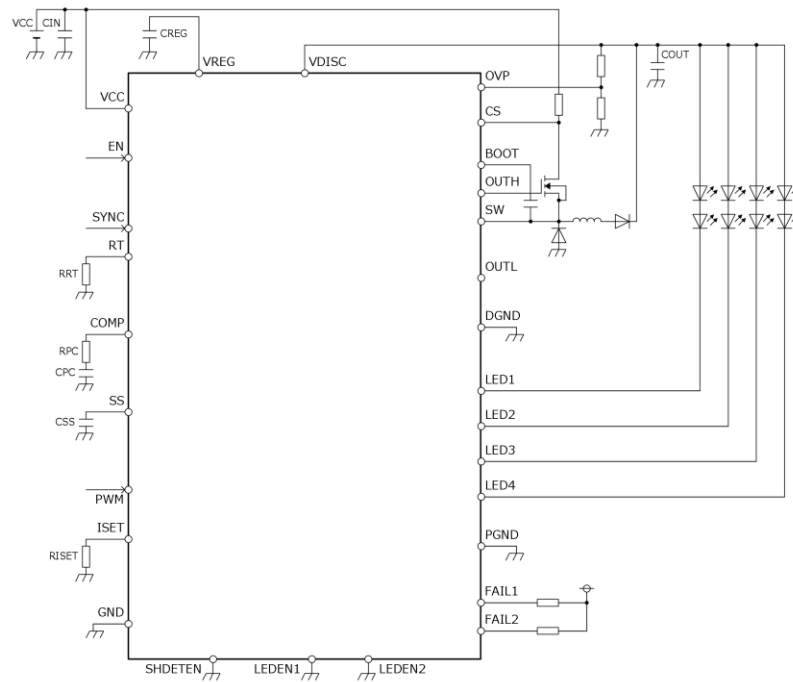 VCC
CIN
CREG
COUT
VREG
VDISC
VCC
EN
SYNC
RT
RRT
COMP
RPC
CPC
SS
CSS
PWM
ISET
RISET
GND
OVP
CS
BOOT
OUTH
SW
OUTL
DGND
LED1
LED2
LED3
LED4
PGND
FAIL1
FAIL2
SHDETEN
LEDEN1
LEDEN2